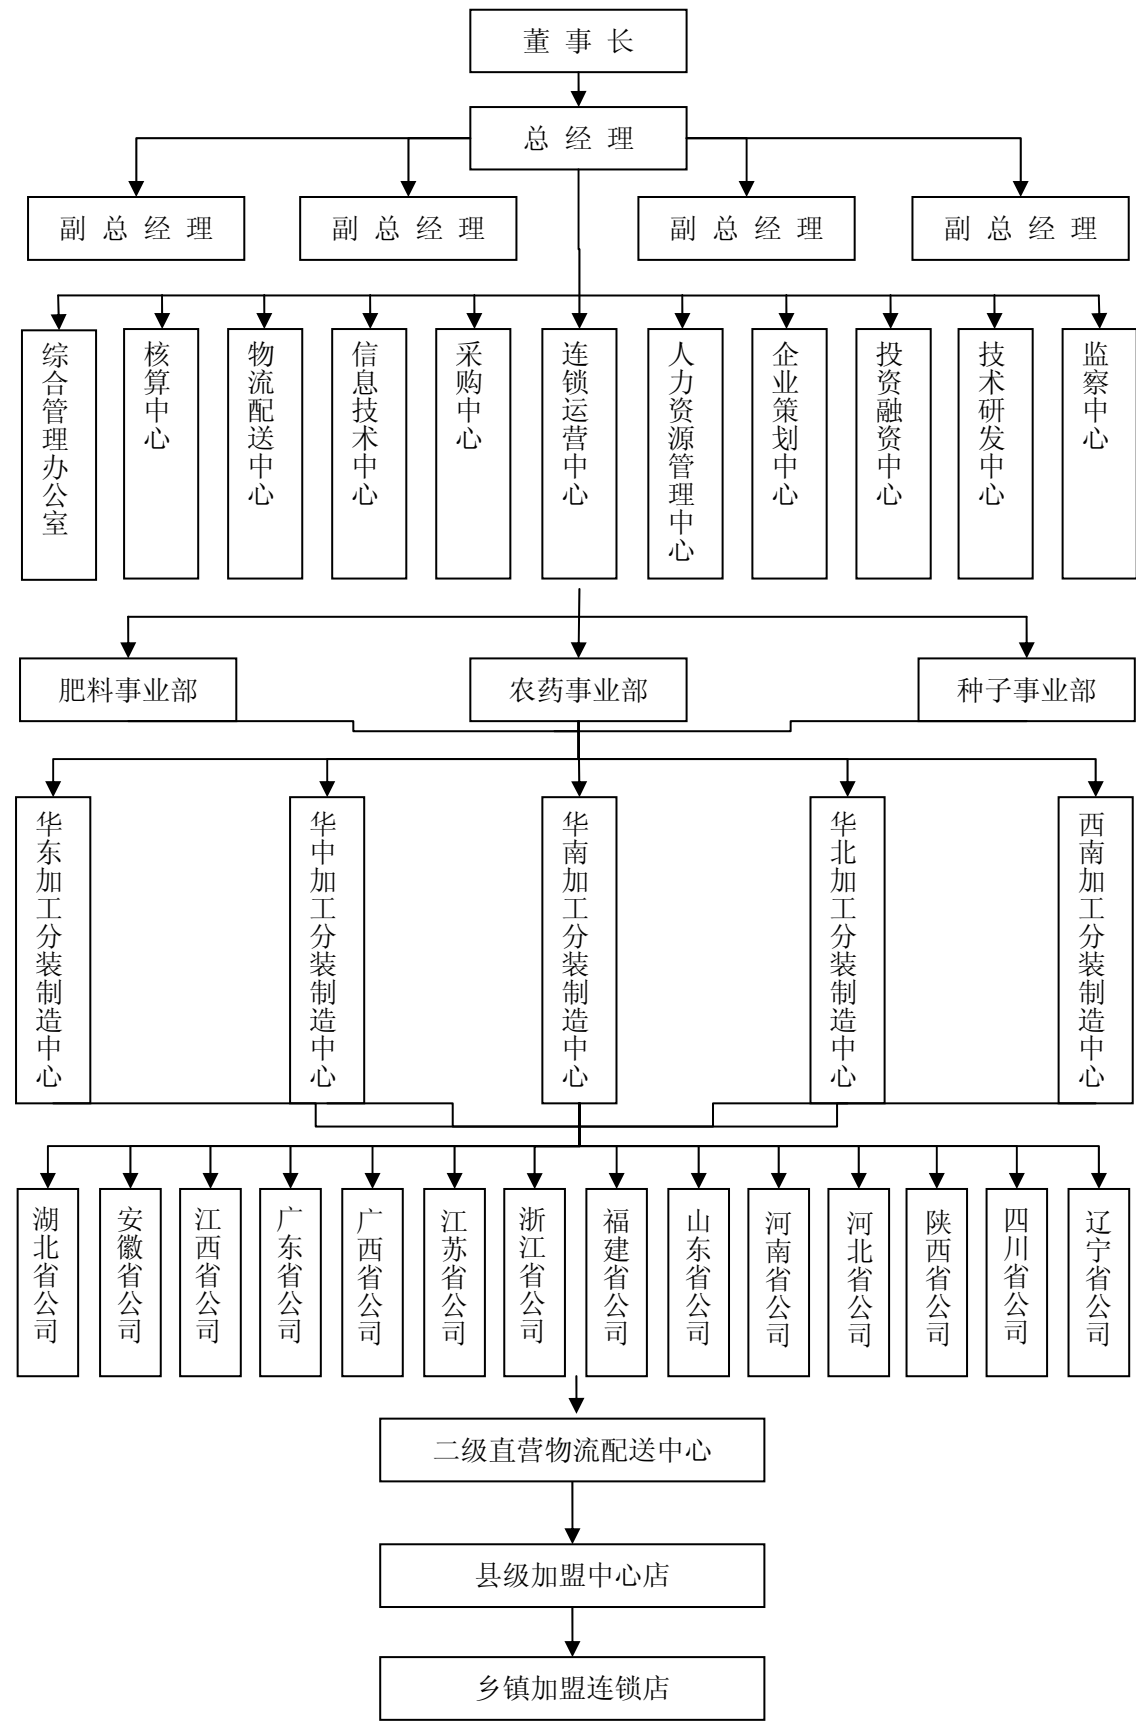 董 事 长
总 经 理
副 总 经 理
副 总 经 理
副 总 经 理
副 总 经 理
综合管理办公室
核算中心
物流配送中心
信息技术中心
采购中心
连锁运营中心
人力资源管理中心
企业策划中心
投资融资中心
技术研发中心
监察中心
肥料事业部
农药事业部
种子事业部
华东加工分装制造中心
华中加工分装制造中心
华南加工分装制造中心
华北加工分装制造中心
西南加工分装制造中心
湖北省公司
安徽省公司
江西省公司
广东省公司
广西省公司
江苏省公司
浙江省公司
福建省公司
山东省公司
河南省公司
河北省公司
陕西省公司
四川省公司
辽宁省公司
二级直营物流配送中心
县级加盟中心店
乡镇加盟连锁店